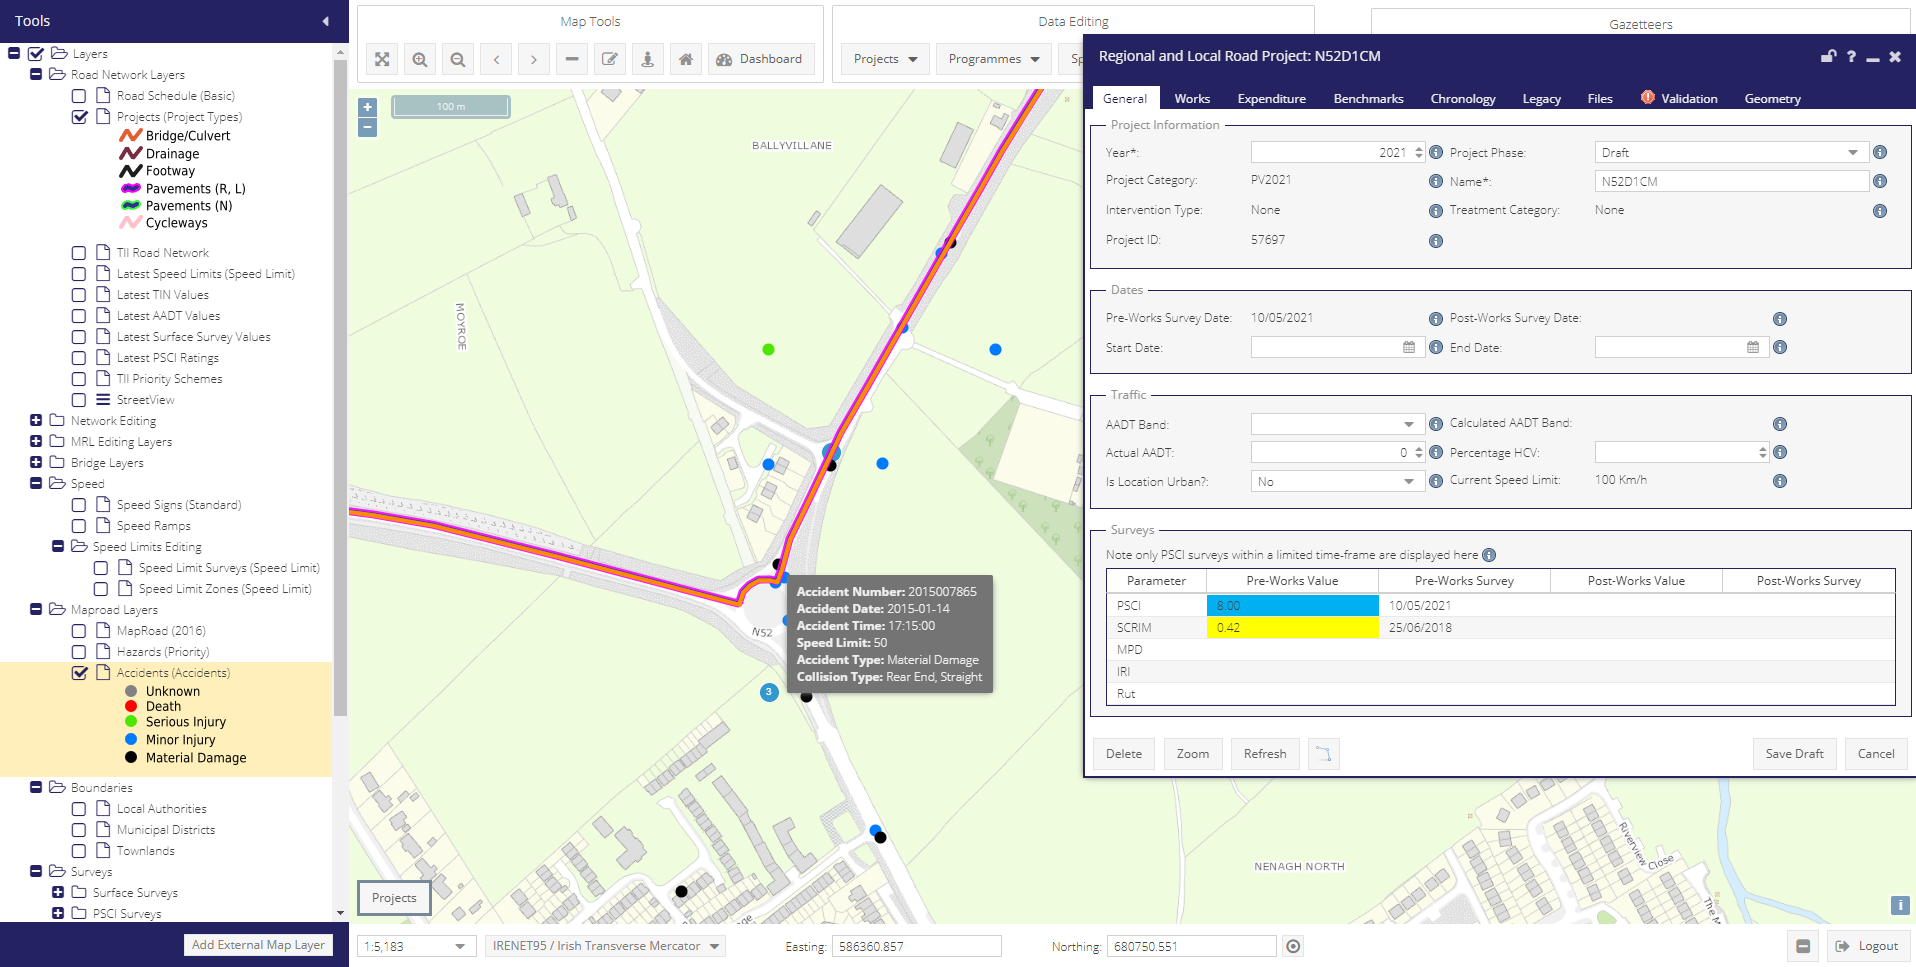 Tools
Layers
Road Network Layers
Road Schedule (Basic)
Projects (Project Types)
Bridge/Culvert
Drainage
Footway
Pavements (R, L)
Pavements (N)
Cycleways
TII Road Network
Latest Speed Limits (Speed Limit)
Latest TIN Values
Latest AADT Values
Latest Surface Survey Values
Latest PSCI Ratings
TII Priority Schemes
StreetView
Network Editing
MRL Editing Layers
Bridge Layers
Speed
Speed Signs (Standard)
Speed Ramps
Speed Limits Editing
Speed Limit Surveys (Speed Limit)
Speed Limit Zones (Speed Limit)
Maproad Layers
MapRoad (2016)
Hazards (Priority)
Accidents (Accidents)
Unknown
Death
Serious Injury
Minor Injury
Material Damage
Boundaries
Local Authorities
Municipal Districts
Townlands
Surveys
Surface Surveys
PSCI Surveys
Add External Map Layer
Map Tools
Dashboard
Data Editing
Projects
Programmes
Sp
Gazetteers
100 m
BALLYVILLANE
MOYROE
N52
3
Accident Number: 2015007865
Accident Date: 2015-01-14
Accident Time: 17:15:00
Speed Limit: 50
Accident Type: Material Damage
Collision Type: Rear End, Straight
NENAGH NORTH
Riverview Close
The M
Projects
Regional and Local Road Project: N52D1CM
General Works Expenditure Benchmarks Chronology Legacy Files Validation Geometry
Project Information
Year*: 2021 Project Phase: Draft
Project Category: PV2021 Name*: N52D1CM
Intervention Type: None Treatment Category: None
Project ID: 57697
Dates
Pre-Works Survey Date: 10/05/2021 Post-Works Survey Date:
Start Date: End Date:
Traffic
AADT Band: Calculated AADT Band:
Actual AADT: 0 Percentage HCV:
Is Location Urban?: No Current Speed Limit: 100 Km/h
Surveys
Note only PSCI surveys within a limited time-frame are displayed here
Parameter Pre-Works Value Pre-Works Survey Post-Works Value Post-Works Survey
PSCI 8.00 10/05/2021
SCRIM 0.42 25/06/2018
MPD
IRI
Rut
Delete Zoom Refresh Save Draft Cancel
1:5,183 IRENET95 / Irish Transverse Mercator Easting: 586360.857 Northing: 680750.551 Logout